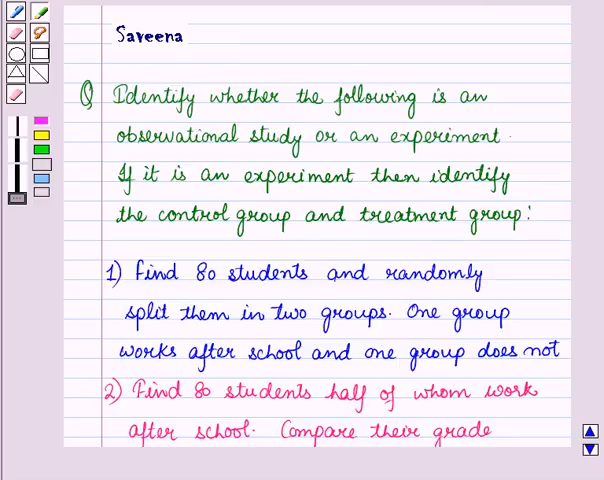 Saveena
Q Identify whether the following is an
observational study or an experiment.
If it is an experiment then identify
the control group and treatment group:
1) Find 80 students and randomly
split them in two groups. One group
works after school and one group does not
2) Find 80 students half of whom work
after school. Compare their grade